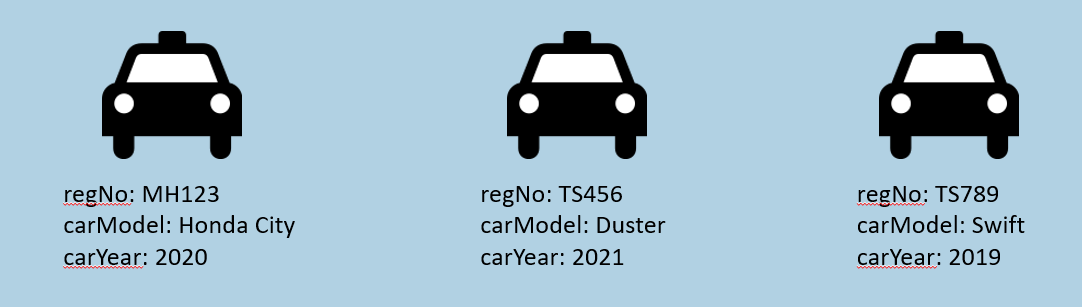 regNo: MH123
carModel: Honda City
carYear: 2020
regNo: TS456
carModel: Duster
carYear: 2021
regNo: TS789
carModel: Swift
carYear: 2019